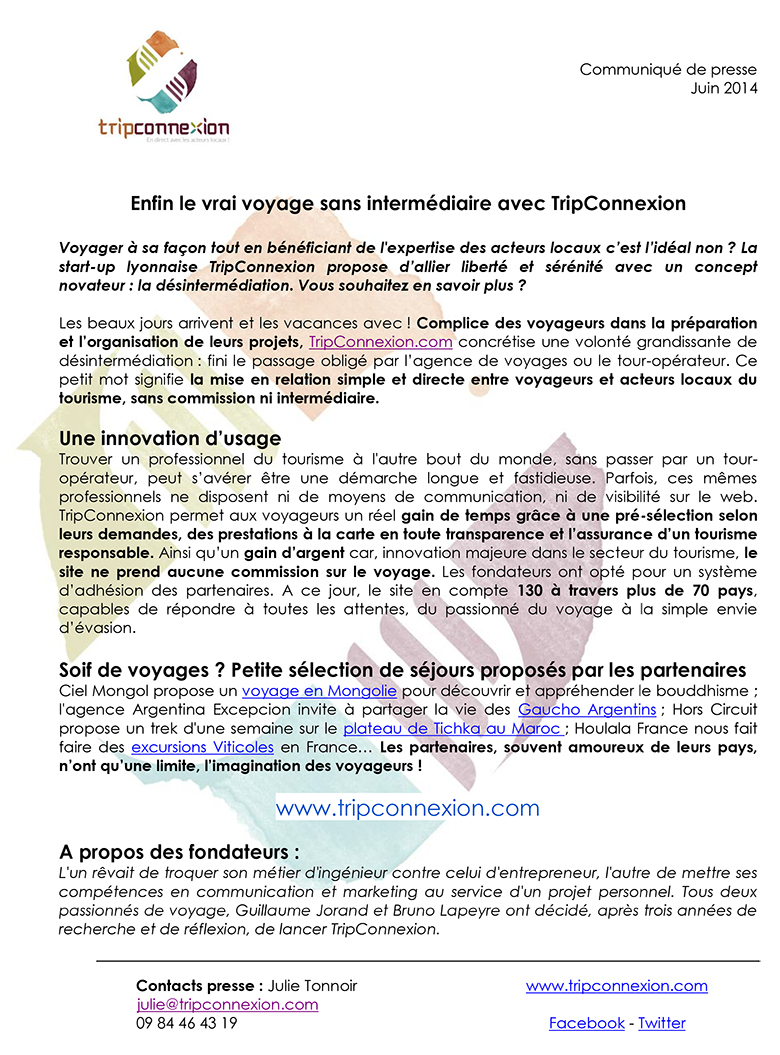 tripconnexion
En direct avec les acteurs locaux !
Communiqué de presse
Juin 2014
Enfin le vrai voyage sans intermédiaire avec TripConnexion
Voyager à sa façon tout en bénéficiant de l'expertise des acteurs locaux c'est l'idéal non ? La
start-up lyonnaise TripConnexion propose d'allier liberté et sérénité avec un concept
novateur : la désintermédiation. Vous souhaitez en savoir plus ?
Les beaux jours arrivent et les vacances avec ! Complice des voyageurs dans la préparation
et l'organisation de leurs projets, TripConnexion.com concrétise une volonté grandissante de
désintermédiation : fini le passage obligé par l'agence de voyages ou le tour-opérateur. Ce
petit mot signifie la mise en relation simple et directe entre voyageurs et acteurs locaux du
tourisme, sans commission ni intermédiaire.
Une innovation d'usage
Trouver un professionnel du tourisme à l'autre bout du monde, sans passer par un tour-
opérateur, peut s'avérer être une démarche longue et fastidieuse. Parfois, ces mêmes
professionnels ne disposent ni de moyens de communication, ni de visibilité sur le web.
TripConnexion permet aux voyageurs un réel gain de temps grâce à une pré-sélection selon
leurs demandes, des prestations à la carte en toute transparence et l'assurance d'un tourisme
responsable. Ainsi qu'un gain d'argent car, innovation majeure dans le secteur du tourisme, le
site ne prend aucune commission sur le voyage. Les fondateurs ont opté pour un système
d'adhésion des partenaires. A ce jour, le site en compte 130 à travers plus de 70 pays,
capables de répondre à toutes les attentes, du passionné du voyage à la simple envie
d'évasion.
Soif de voyages ? Petite sélection de séjours proposés par les partenaires
Ciel Mongol propose un voyage en Mongolie pour découvrir et appréhender le bouddhisme ;
l'agence Argentina Excepcion invite à partager la vie des Gaucho Argentins ; Hors Circuit
propose un trek d'une semaine sur le plateau de Tichka au Maroc ; Houlala France nous fait
faire des excursions Viticoles en France… Les partenaires, souvent amoureux de leurs pays,
n'ont qu'une limite, l'imagination des voyageurs !
www.tripconnexion.com
A propos des fondateurs :
L'un rêvait de troquer son métier d'ingénieur contre celui d'entrepreneur, l'autre de mettre ses
compétences en communication et marketing au service d'un projet personnel. Tous deux
passionnés de voyage, Guillaume Jorand et Bruno Lapeyre ont décidé, après trois années de
recherche et de réflexion, de lancer TripConnexion.
Contacts presse : Julie Tonnoir
julie@tripconnexion.com
09 84 46 43 19
www.tripconnexion.com
Facebook - Twitter